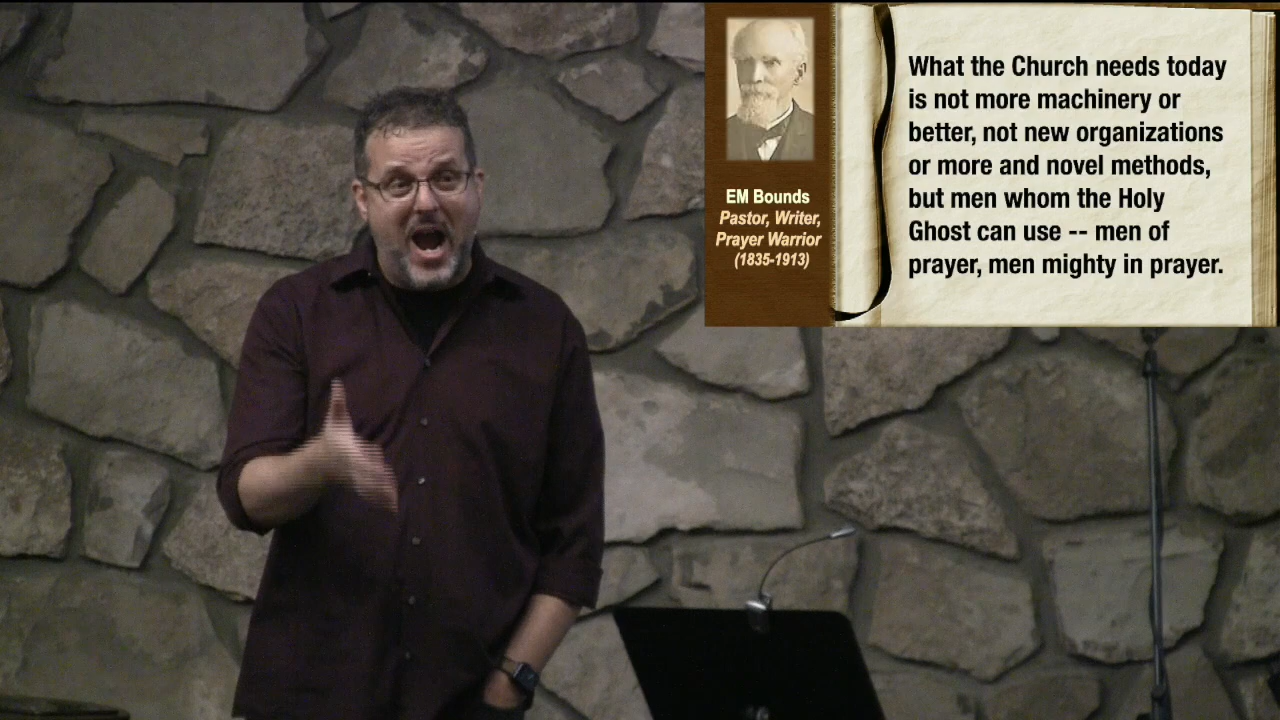 EM Bounds
Pastor, Writer,
Prayer Warrior
(1835-1913)
What the Church needs today
is not more machinery or
better, not new organizations
or more and novel methods,
but men whom the Holy
Ghost can use -- men of
prayer, men mighty in prayer.